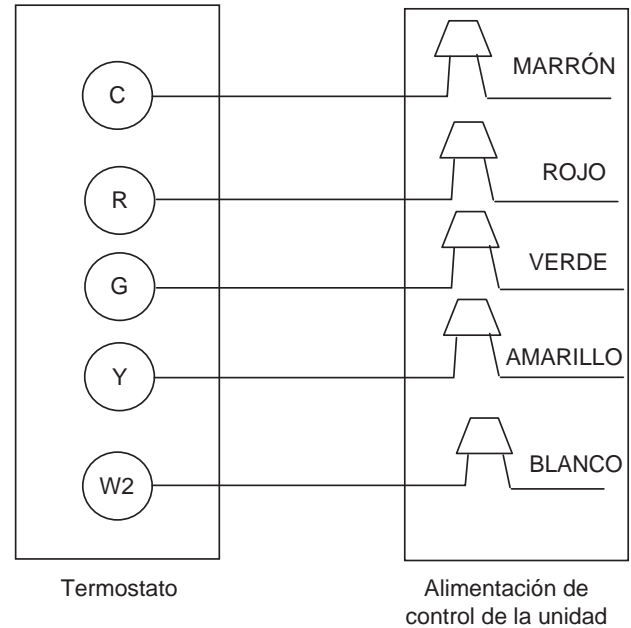 C
MARRÓN
R
ROJO
G
VERDE
Y
AMARILLO
W2
BLANCO
Termostato
Alimentación de
control de la unidad